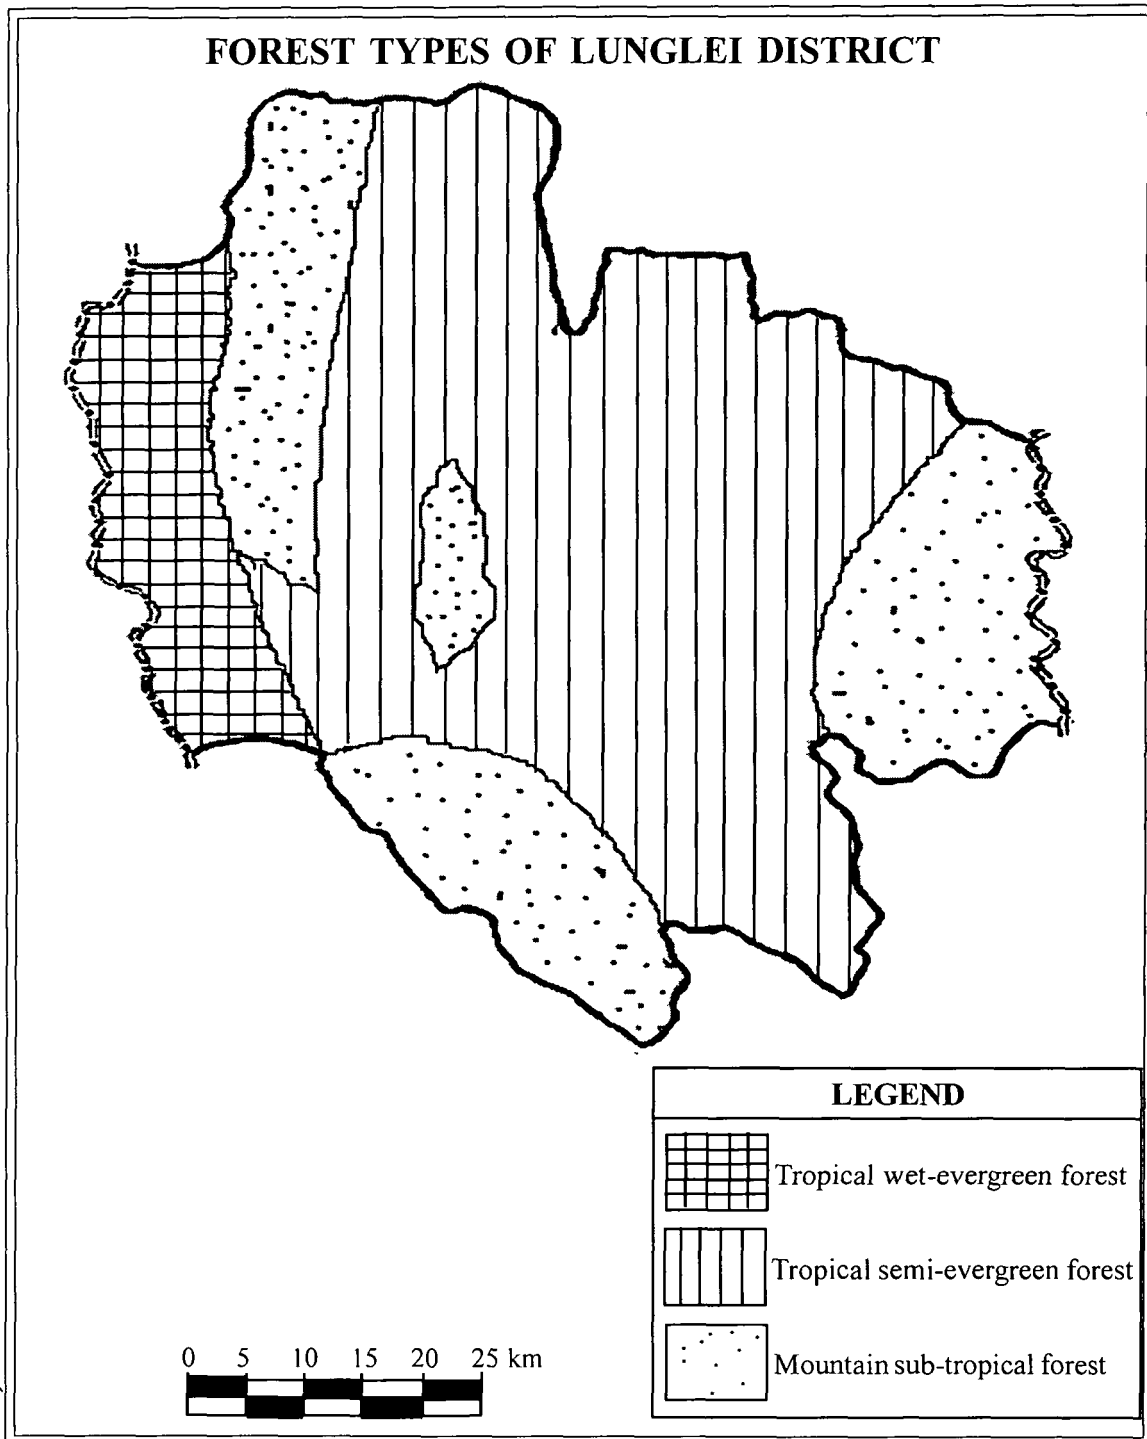 FOREST TYPES OF LUNGLEI DISTRICT
LEGEND
Tropical wet-evergreen forest
Tropical semi-evergreen forest
Mountain sub-tropical forest
0 5 10 15 20 25 km